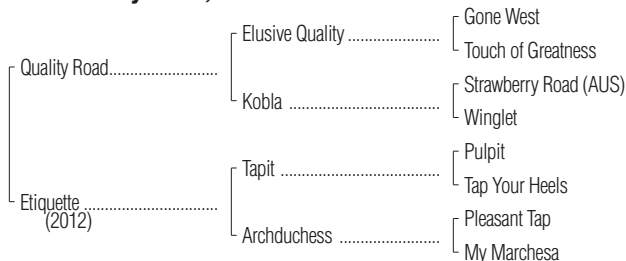 Gone West
Elusive Quality ....................
Touch of Greatness
Quality Road........................
Strawberry Road (AUS)
Kobla .................................
Winglet
Pulpit
Tapit ...................................
Tap Your Heels
Etiquette .............................
(2012)
Pleasant Tap
Archduchess ......................
My Marchesa